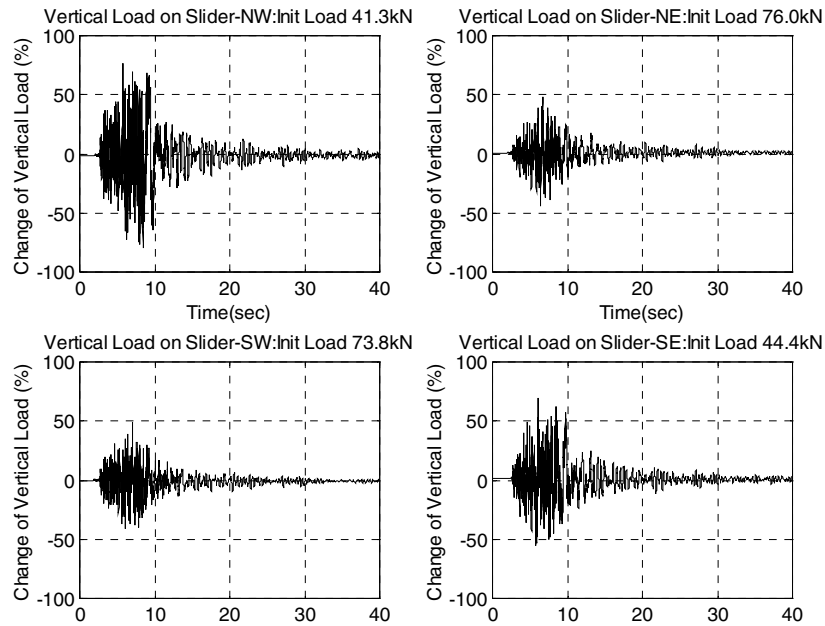 Vertical Load on Slider-NW:Init Load 41.3kN
Change of Vertical Load (%)
100
50
0
-50
-100
0 10 20 30 40
Time(sec)
Vertical Load on Slider-NE:Init Load 76.0kN
Change of Vertical Load (%)
100
50
0
-50
-100
0 10 20 30 40
Time(sec)
Vertical Load on Slider-SW:Init Load 73.8kN
Change of Vertical Load (%)
100
50
0
-50
-100
0 10 20 30 40
Vertical Load on Slider-SE:Init Load 44.4kN
Change of Vertical Load (%)
100
50
0
-50
-100
0 10 20 30 40